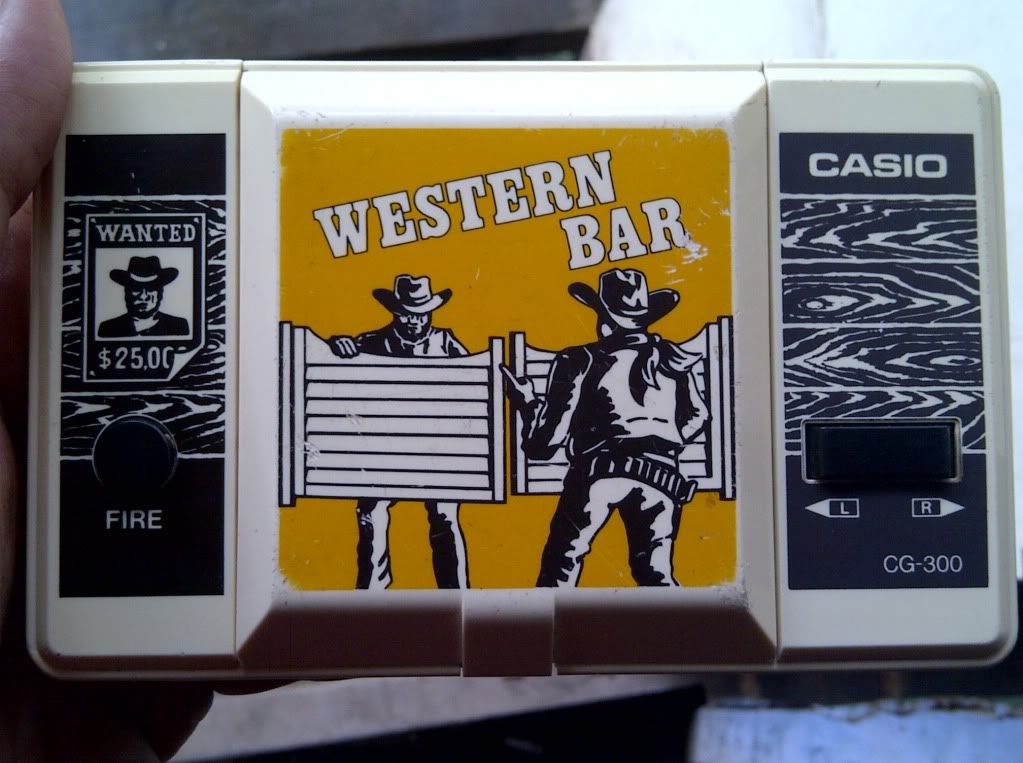 WESTERN
BAR
WANTED
$25,00
FIRE
CASIO
L
R
CG-300